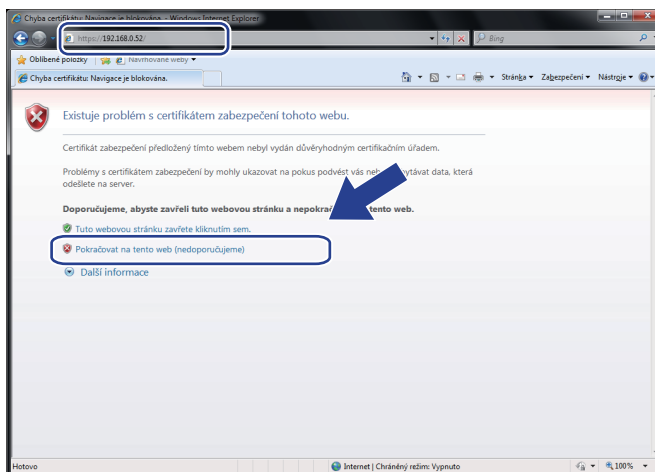 Chyba certifikátu: Navigace je blokována. - Windows Internet Explorer
https://192.168.0.52/
Bing
Oblíbené položky
Navrhované weby
Chyba certifikátu: Navigace je blokována.
Stránka
Zabezpečení
Nástroje
Existuje problém s certifikátem zabezpečení tohoto webu.
Certifikát zabezpečení předložený tímto webem nebyl vydán důvěryhodným certifikačním úřadem.
Problémy s certifikátem zabezpečení by mohly ukazovat na pokus podvést vás data, která
odešlete na server.
Doporučujeme, abyste zavřeli tuto webovou stránku a tento web.
Tuto webovou stránku zavřete kliknutím sem.
Pokračovat na tento web (nedoporučujeme)
Další informace
Hotovo
Internet | Chráněný režim: Vypnuto
100%